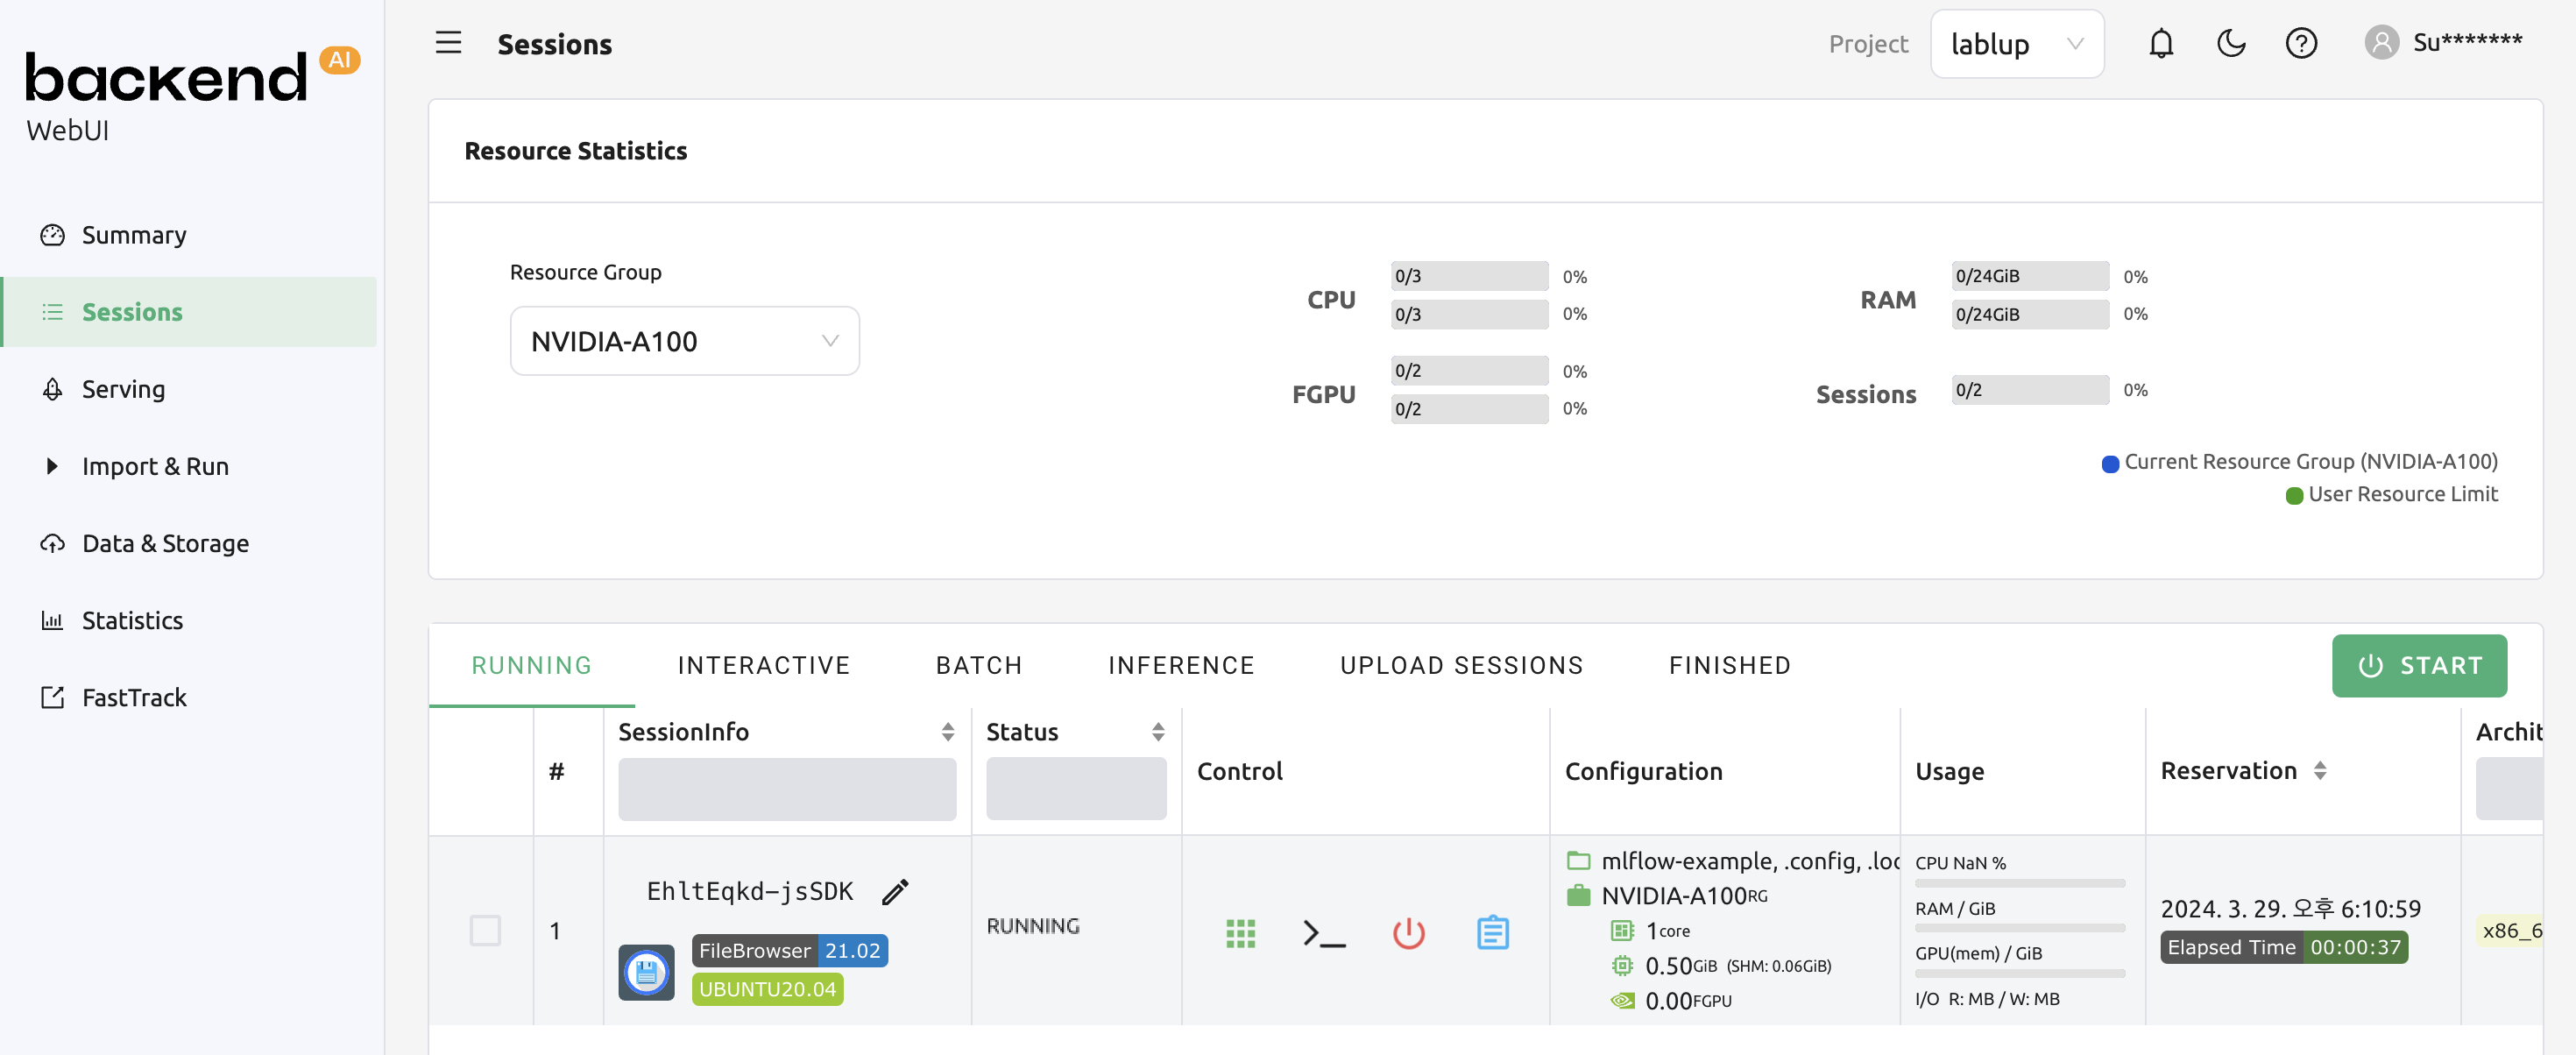 backend AI
WebUI
Summary
Sessions
Serving
Import & Run
Data & Storage
Statistics
FastTrack
Sessions
Project
lablup
Su*******
Resource Statistics
Resource Group
NVIDIA-A100
CPU
0/3 0%
0/3 0%
RAM
0/24GiB 0%
0/24GiB 0%
FGPU
0/2 0%
0/2 0%
Sessions
0/2 0%
Current Resource Group (NVIDIA-A100)
User Resource Limit
RUNNING INTERACTIVE BATCH INFERENCE UPLOAD SESSIONS FINISHED START
# SessionInfo Status Control Configuration Usage Reservation Archit
1
EhltEqkd-jsSDK
FileBrowser 21.02
UBUNTU20.04
RUNNING
mlflow-example, .config, .loc
NVIDIA-A100RG
1core
0.50GiB (SHM: 0.06GiB)
0.00FGPU
CPU NaN %
RAM / GiB
GPU(mem) / GiB
I/O R: MB / W: MB
2024. 3. 29. 오후 6:10:59
Elapsed Time 00:00:37
x86_6